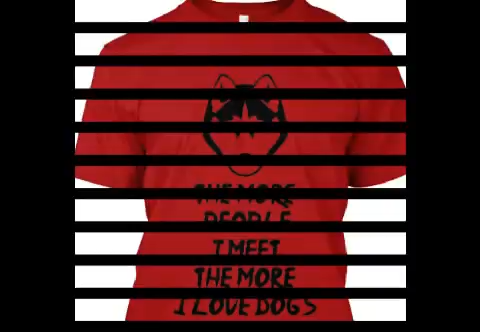 THE MORE
PEOPLE
I MEET
THE MORE
I LOVE DOGS